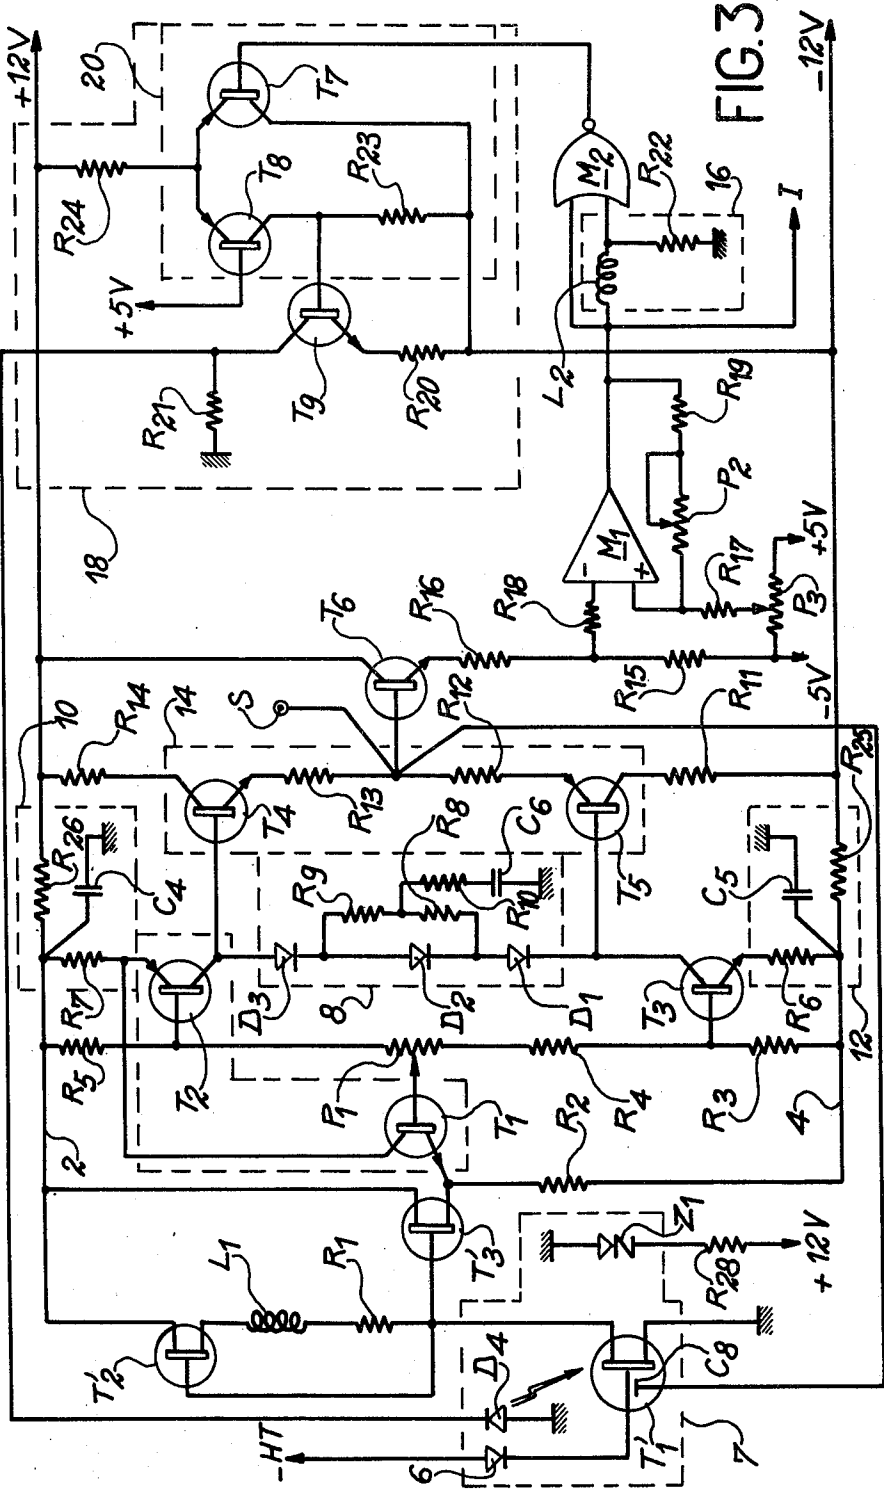 +12V
20
T7
R24
T8
R23
+5V
T9
R20
R21
18
M2
R22
16
I
L2
FIG.3
-12V
R19
P2
M1
-
+
R17
+5V
P3
R18
R16
T6
R15
-5V
R12
S
R11
10
R14
14
R13
T4
R8
C6
T5
R25
R26
C4
R9
R10
C5
R7
D3
8
D2
D1
T3
R6
12
R5
T2
P1
R4
R3
4
2
T1
R2
T'3
Z1
R28
+12V
L1
R1
T'2
D4
C8
-HT
6
T'1
7